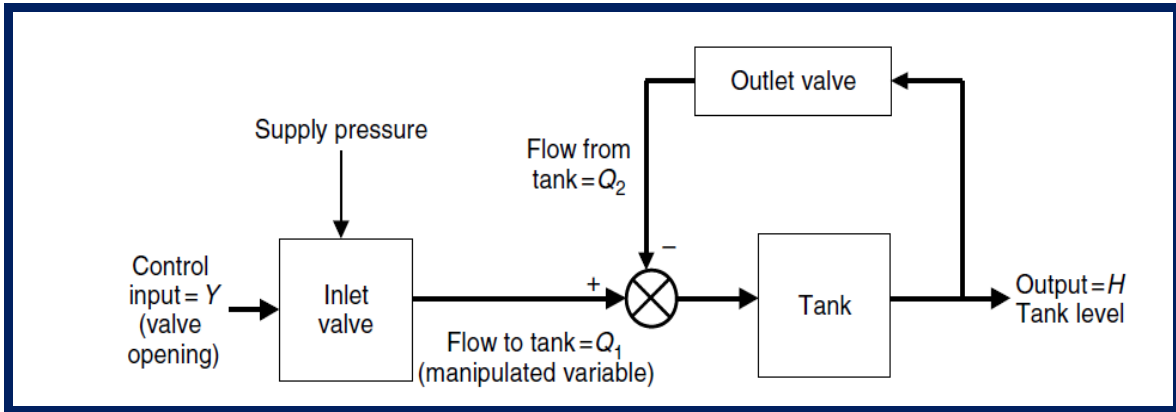 Outlet valve
Supply pressure
Flow from
tank=Q₂
−
Control
input=Y
(valve
opening)
Inlet
valve
+
Flow to tank=Q₁
(manipulated variable)
Tank
Output=H
Tank level